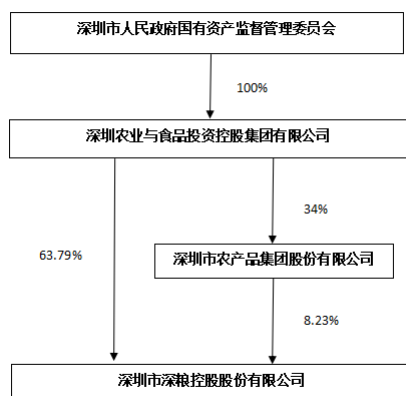 深圳市人民政府国有资产监督管理委员会
100%
深圳农业与食品投资控股集团有限公司
34%
63.79%
深圳市农产品集团股份有限公司
8.23%
深圳市深粮控股股份有限公司